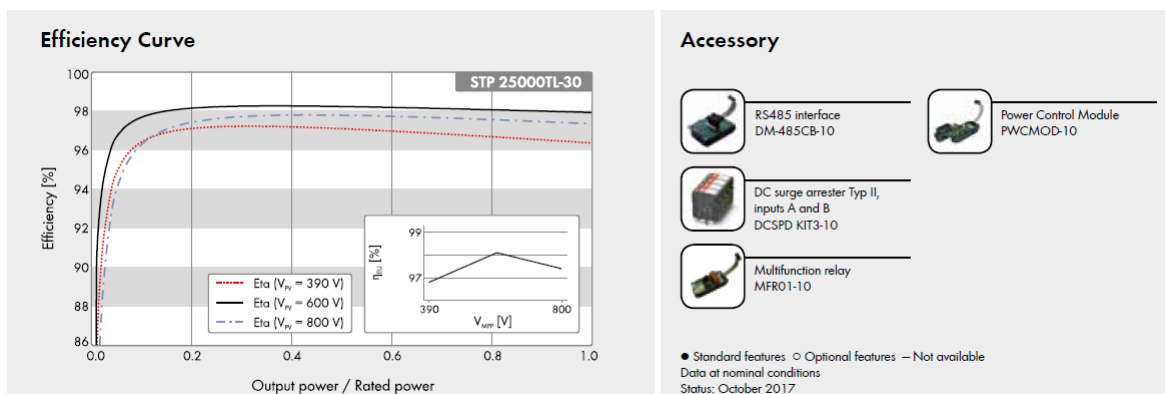 Efficiency Curve
100
98
96
94
92
90
88
86
Efficiency [%]
STP 25000TL-30
Eta (VPV = 390 V)
Eta (VPV = 600 V)
Eta (VPV = 800 V)
99
97
ηEU [%]
390
800
VMPP [V]
0.0
0.2
0.4
0.6
0.8
1.0
Output power / Rated power
Accessory
RS485 interface
DM-485CB-10
Power Control Module
PWCMOD-10
DC surge arrester Typ II,
inputs A and B
DCSPD KIT3-10
Multifunction relay
MFR01-10
● Standard features ○ Optional features — Not available
Data at nominal conditions
Status: October 2017